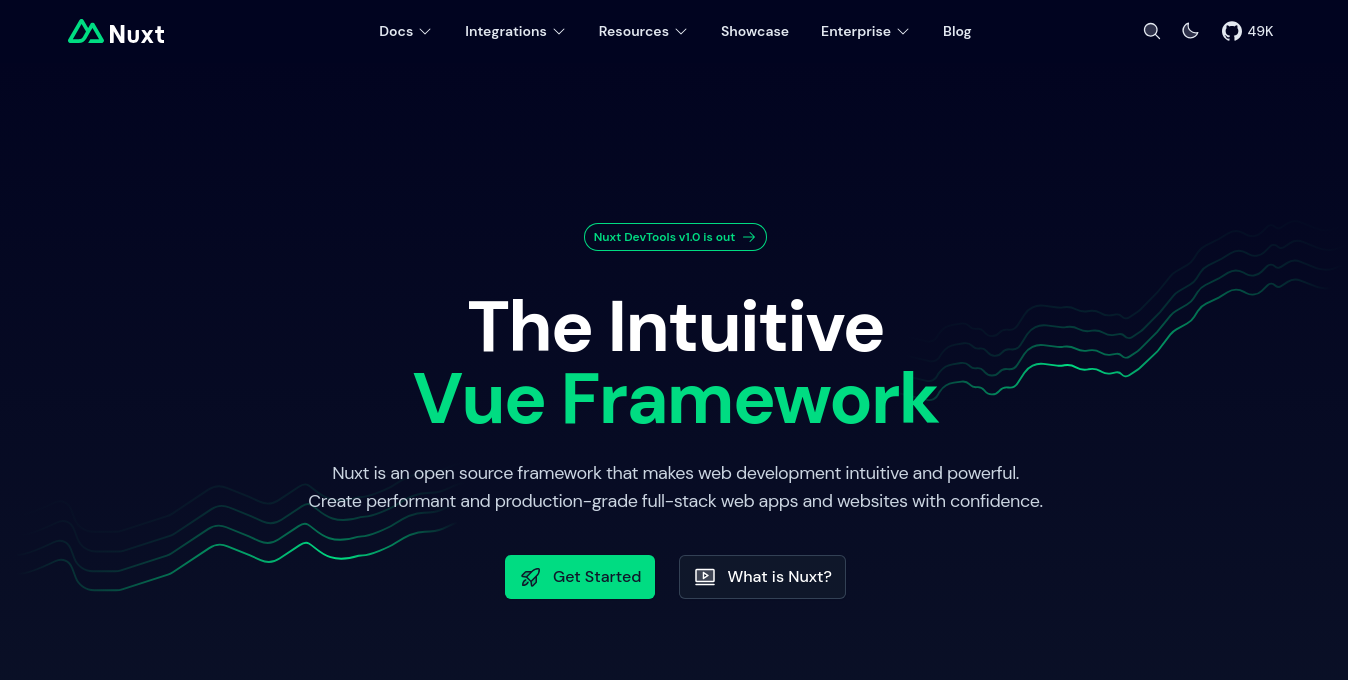 Nuxt
Docs
Integrations
Resources
Showcase
Enterprise
Blog
49K
Nuxt DevTools v1.0 is out
The Intuitive
Vue Framework
Nuxt is an open source framework that makes web development intuitive and powerful.
Create performant and production-grade full-stack web apps and websites with confidence.
Get Started
What is Nuxt?